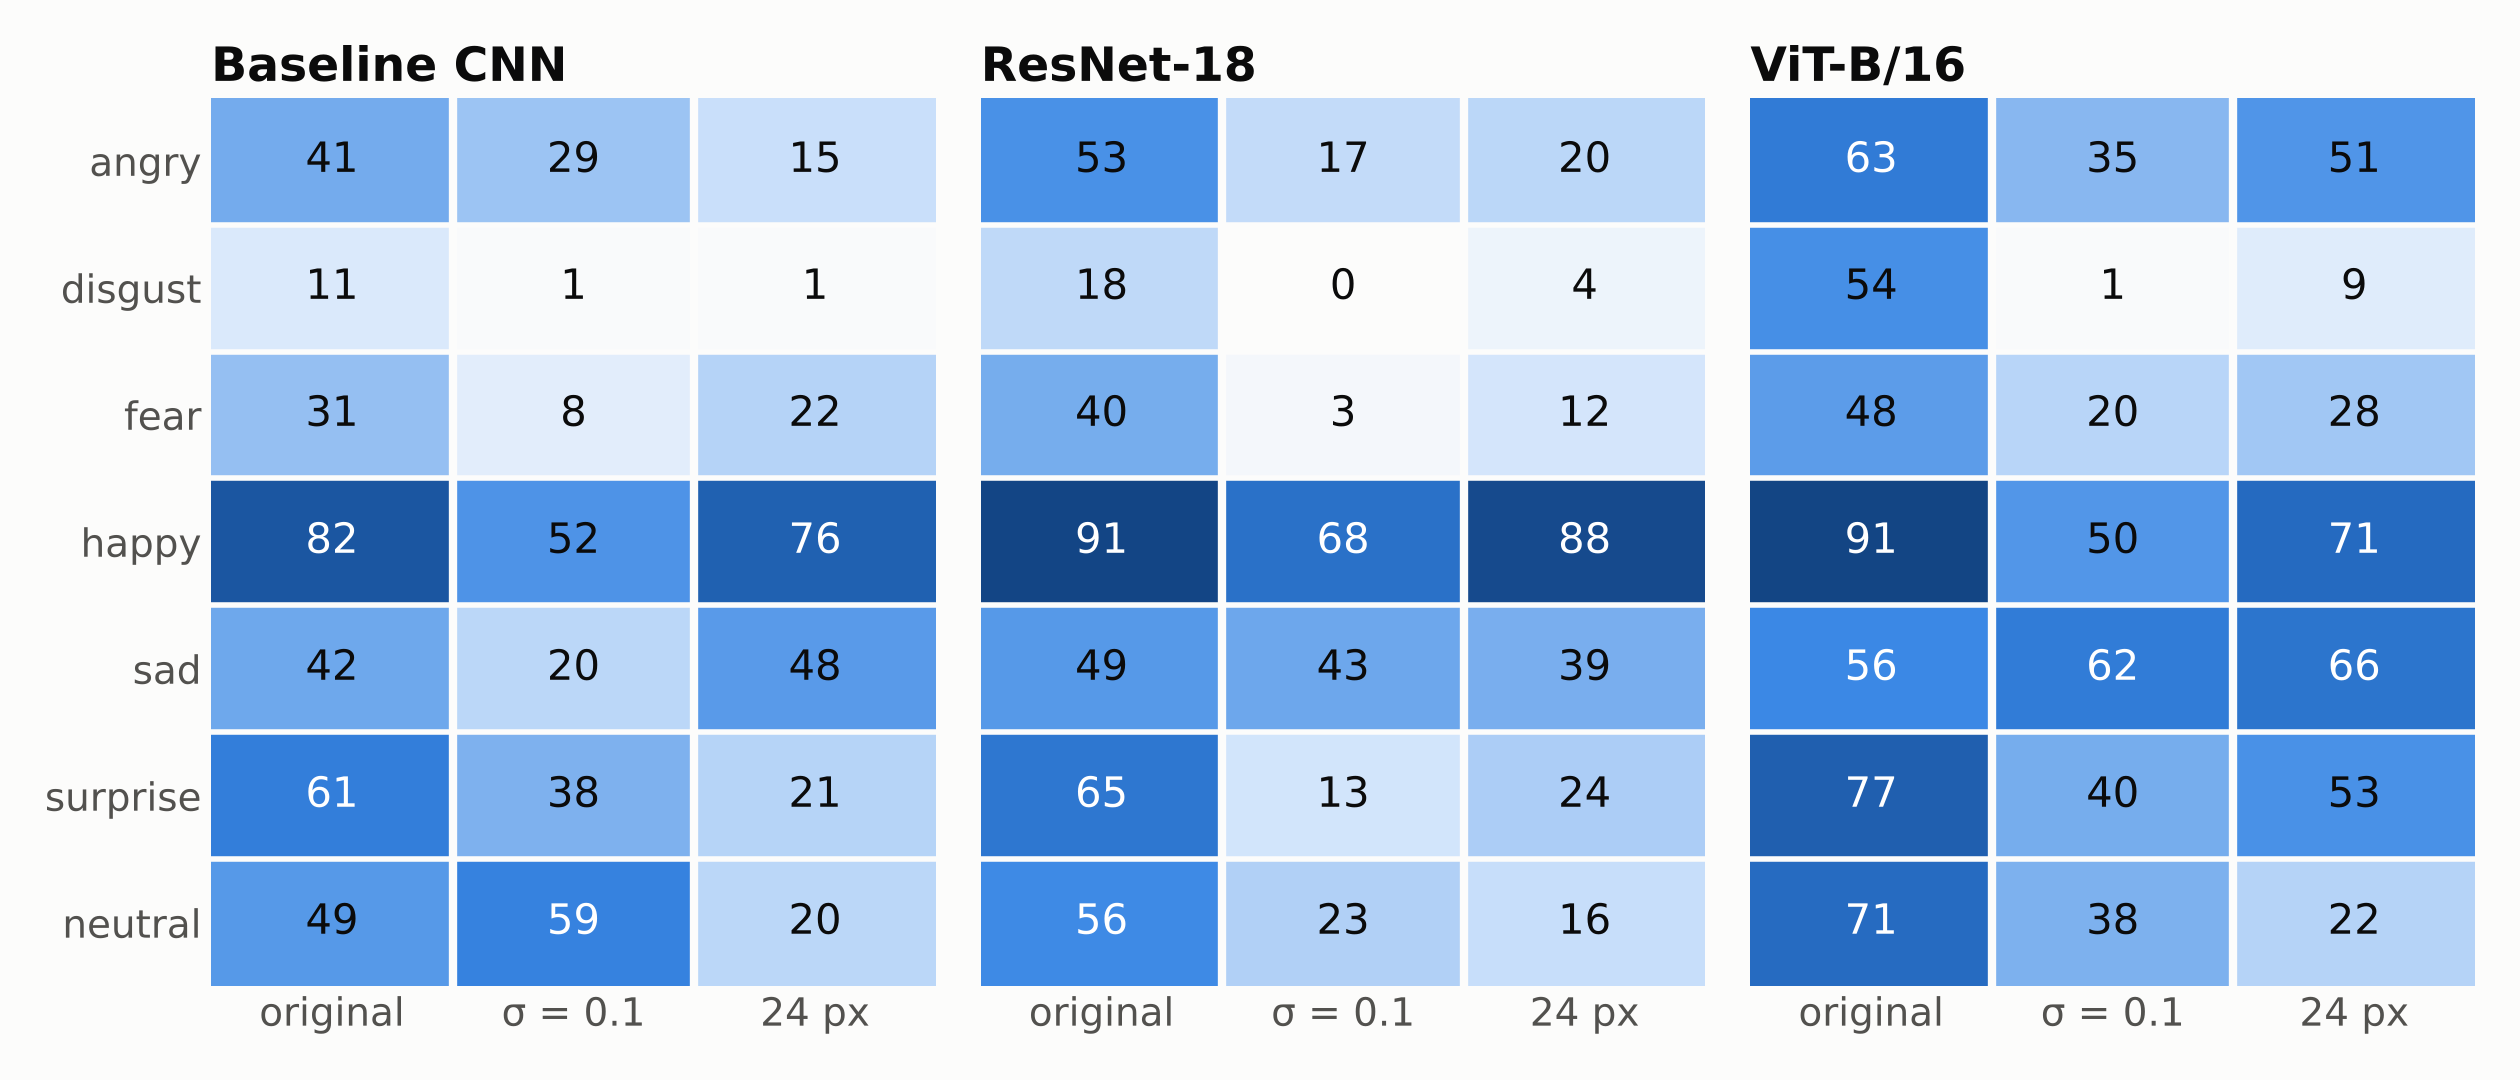 Baseline CNN ResNet-18 ViT-B/16
angry 41 29 15 53 17 20 63 35 51
disgust 11 1 1 18 0 4 54 1 9
fear 31 8 22 40 3 12 48 20 28
happy 82 52 76 91 68 88 91 50 71
sad 42 20 48 49 43 39 56 62 66
surprise 61 38 21 65 13 24 77 40 53
neutral 49 59 20 56 23 16 71 38 22
original σ = 0.1 24 px original σ = 0.1 24 px original σ = 0.1 24 px